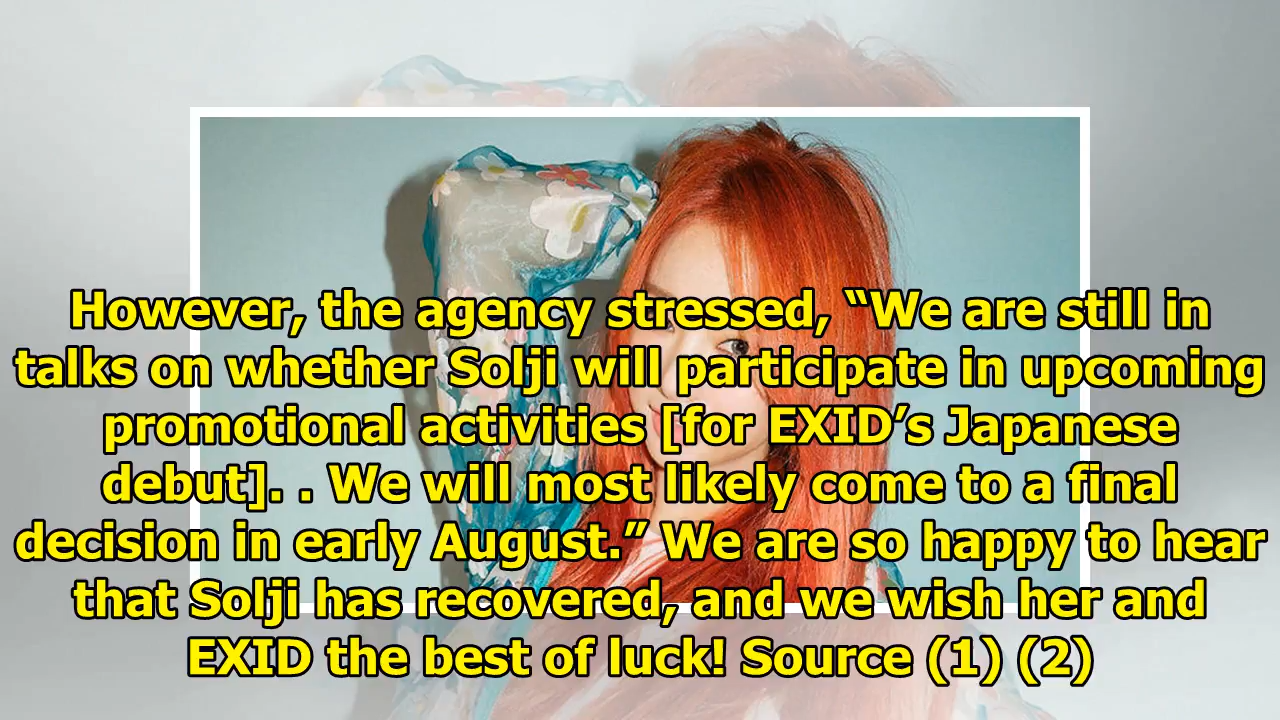 However, the agency stressed, “We are still in
talks on whether Solji will participate in upcoming
promotional activities [for EXID’s Japanese
debut]. . We will most likely come to a final
decision in early August.” We are so happy to hear
that Solji has recovered, and we wish her and
EXID the best of luck! Source (1) (2)